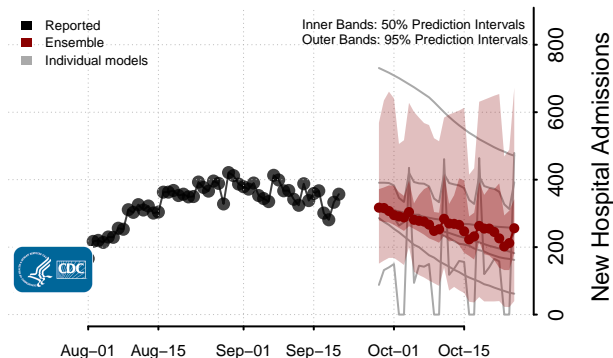 Reported
Ensemble
Individual models
Inner Bands: 50% Prediction Intervals
Outer Bands: 95% Prediction Intervals
800
600
400
200
0
New Hospital Admissions
CDC
Aug−01
Aug−15
Sep−01
Sep−15
Oct−01
Oct−15